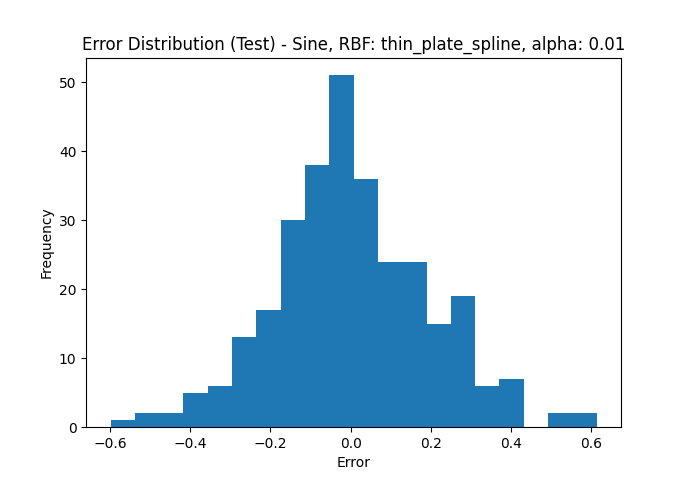 Error Distribution (Test) - Sine, RBF: thin_plate_spline, alpha: 0.01
50
40
30
20
10
0
Frequency
−0.6 −0.4 −0.2 0.0 0.2 0.4 0.6
Error